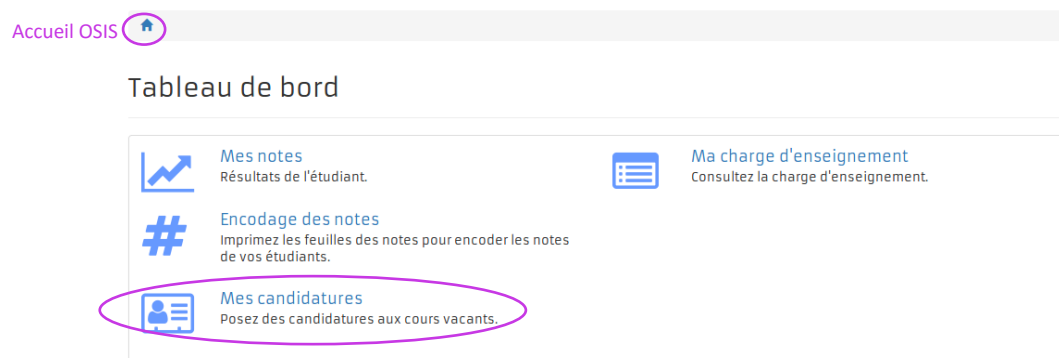 Accueil OSIS
Tableau de bord
Mes notes
Résultats de l'étudiant.
Ma charge d'enseignement
Consultez la charge d'enseignement.
Encodage des notes
Imprimez les feuilles des notes pour encoder les notes
de vos étudiants.
Mes candidatures
Posez des candidatures aux cours vacants.